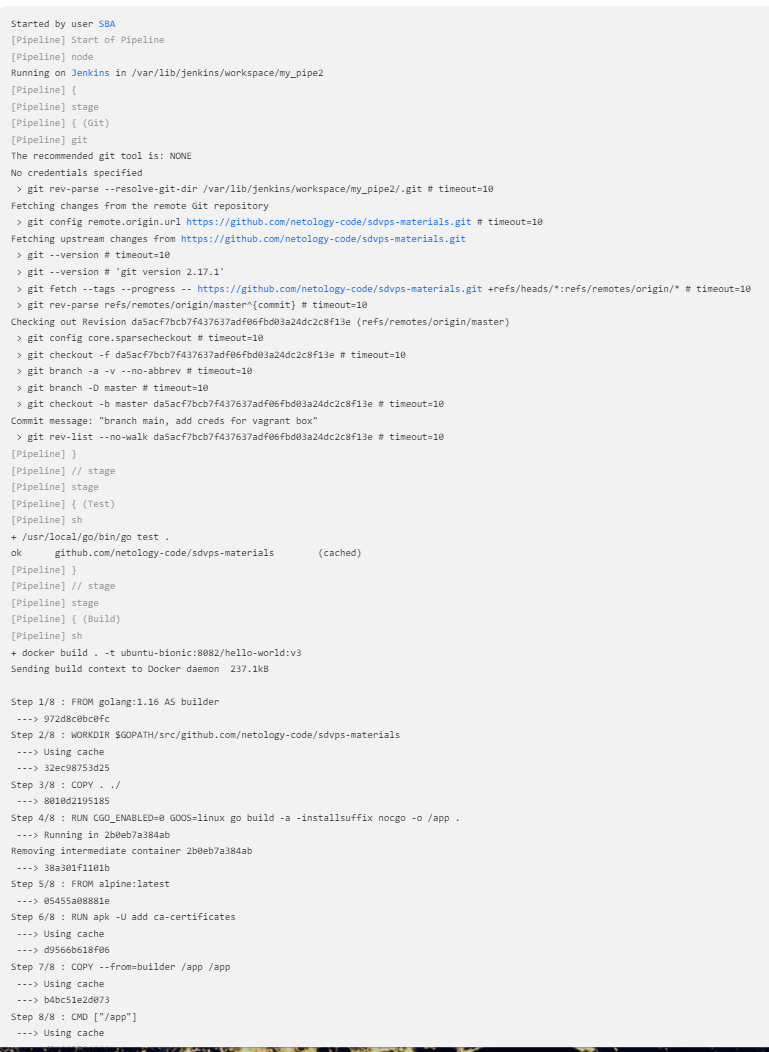 Started by user SBA
[Pipeline] Start of Pipeline
[Pipeline] node
Running on Jenkins in /var/lib/jenkins/workspace/my_pipe2
[Pipeline] {
[Pipeline] stage
[Pipeline] { (Git)
[Pipeline] git
The recommended git tool is: NONE
No credentials specified
 > git rev-parse --resolve-git-dir /var/lib/jenkins/workspace/my_pipe2/.git # timeout=10
Fetching changes from the remote Git repository
 > git config remote.origin.url https://github.com/netology-code/sdvps-materials.git # timeout=10
Fetching upstream changes from https://github.com/netology-code/sdvps-materials.git
 > git --version # timeout=10
 > git --version # 'git version 2.17.1'
 > git fetch --tags --progress -- https://github.com/netology-code/sdvps-materials.git +refs/heads/*:refs/remotes/origin/* # timeout=10
 > git rev-parse refs/remotes/origin/master^{commit} # timeout=10
Checking out Revision da5acf7bcb7f437637adf06fbd03a24dc2c8f13e (refs/remotes/origin/master)
 > git config core.sparsecheckout # timeout=10
 > git checkout -f da5acf7bcb7f437637adf06fbd03a24dc2c8f13e # timeout=10
 > git branch -a -v --no-abbrev # timeout=10
 > git branch -D master # timeout=10
 > git checkout -b master da5acf7bcb7f437637adf06fbd03a24dc2c8f13e # timeout=10
Commit message: "branch main, add creds for vagrant box"
 > git rev-list --no-walk da5acf7bcb7f437637adf06fbd03a24dc2c8f13e # timeout=10
[Pipeline] }
[Pipeline] // stage
[Pipeline] stage
[Pipeline] { (Test)
[Pipeline] sh
+ /usr/local/go/bin/go test .
ok  	github.com/netology-code/sdvps-materials	(cached)
[Pipeline] }
[Pipeline] // stage
[Pipeline] stage
[Pipeline] { (Build)
[Pipeline] sh
+ docker build . -t ubuntu-bionic:8082/hello-world:v3
Sending build context to Docker daemon  237.1kB

Step 1/8 : FROM golang:1.16 AS builder
 ---> 972d8c0bc0fc
Step 2/8 : WORKDIR $GOPATH/src/github.com/netology-code/sdvps-materials
 ---> Using cache
 ---> 32ec98753d25
Step 3/8 : COPY . ./
 ---> 8010d2195185
Step 4/8 : RUN CGO_ENABLED=0 GOOS=linux go build -a -installsuffix nocgo -o /app .
 ---> Running in 2b0eb7a384ab
Removing intermediate container 2b0eb7a384ab
 ---> 38a301f1101b
Step 5/8 : FROM alpine:latest
 ---> 05455a08881e
Step 6/8 : RUN apk -U add ca-certificates
 ---> Using cache
 ---> d9566b618f06
Step 7/8 : COPY --from=builder /app /app
 ---> Using cache
 ---> b4bc51e2d073
Step 8/8 : CMD ["/app"]
 ---> Using cache